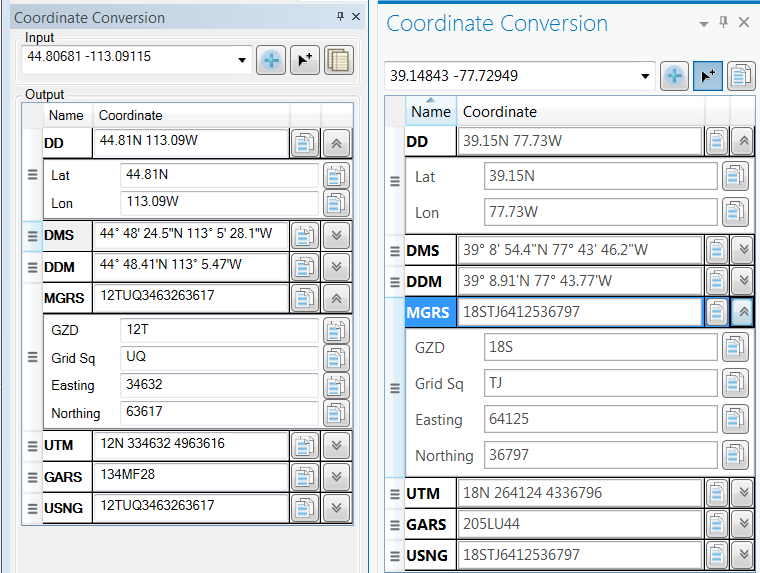 Coordinate Conversion
Input
44.80681 -113.09115
Output
Name Coordinate
DD 44.81N 113.09W
Lat 44.81N
Lon 113.09W
DMS 44° 48' 24.5"N 113° 5' 28.1"W
DDM 44° 48.41'N 113° 5.47'W
MGRS 12TUQ3463263617
GZD 12T
Grid Sq UQ
Easting 34632
Northing 63617
UTM 12N 334632 4963616
GARS 134MF28
USNG 12TUQ3463263617
Coordinate Conversion
39.14843 -77.72949
Name Coordinate
DD 39.15N 77.73W
Lat 39.15N
Lon 77.73W
DMS 39° 8' 54.4"N 77° 43' 46.2"W
DDM 39° 8.91'N 77° 43.77'W
MGRS 18STJ6412536797
GZD 18S
Grid Sq TJ
Easting 64125
Northing 36797
UTM 18N 264124 4336796
GARS 205LU44
USNG 18STJ6412536797